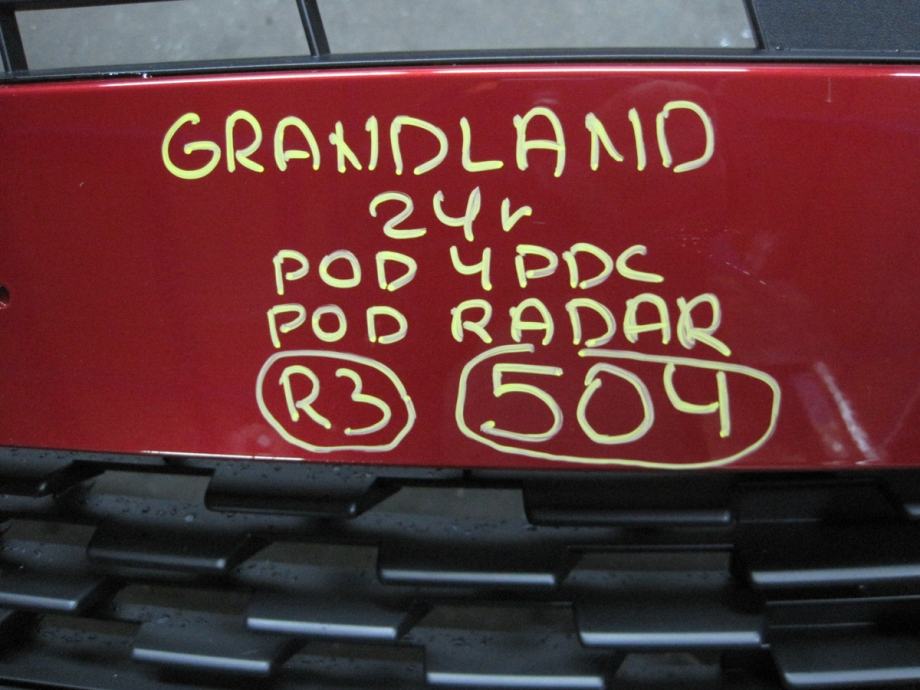 GRANDLAND
24r
POD 4PDC
POD RADAR
R3 504